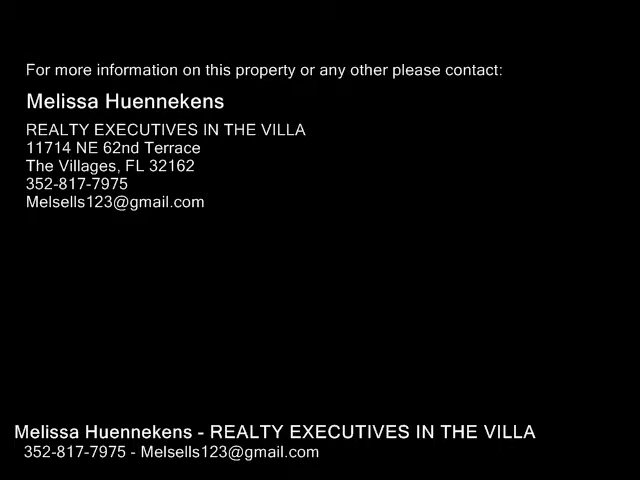 For more information on this property or any other please contact:
Melissa Huennekens
REALTY EXECUTIVES IN THE VILLA
11714 NE 62nd Terrace
The Villages, FL 32162
352-817-7975
Melsells123@gmail.com
Melissa Huennekens - REALTY EXECUTIVES IN THE VILLA
352-817-7975 - Melsells123@gmail.com